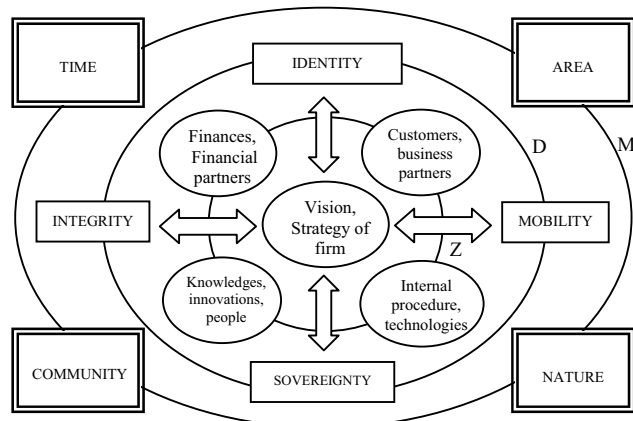 TIME
IDENTITY
AREA
Finances,
Financial
partners
Customers,
business
partners
D
M
INTEGRITY
Vision,
Strategy of
firm
MOBILITY
Z
Knowledges,
innovations,
people
Internal
procedure,
technologies
COMMUNITY
SOVEREIGNTY
NATURE